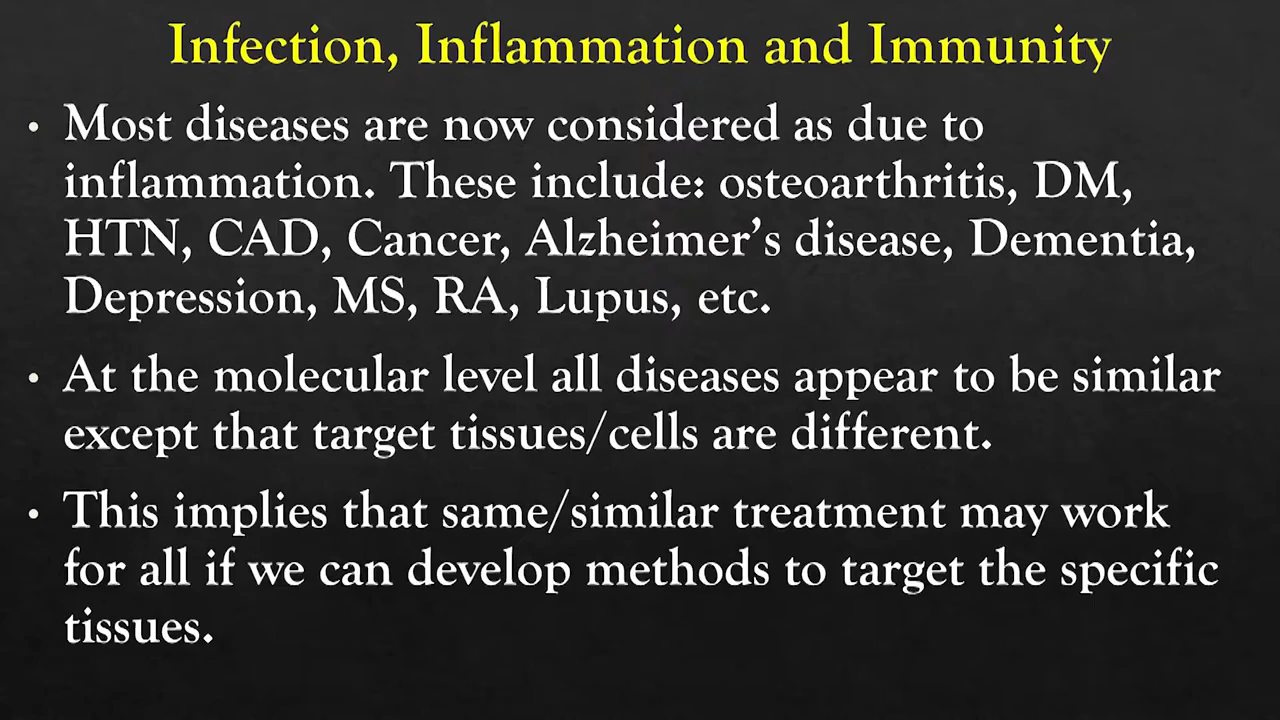 Infection, Inflammation and Immunity
• Most diseases are now considered as due to
inflammation. These include: osteoarthritis, DM,
HTN, CAD, Cancer, Alzheimer’s disease, Dementia,
Depression, MS, RA, Lupus, etc.
• At the molecular level all diseases appear to be similar
except that target tissues/cells are different.
• This implies that same/similar treatment may work
for all if we can develop methods to target the specific
tissues.